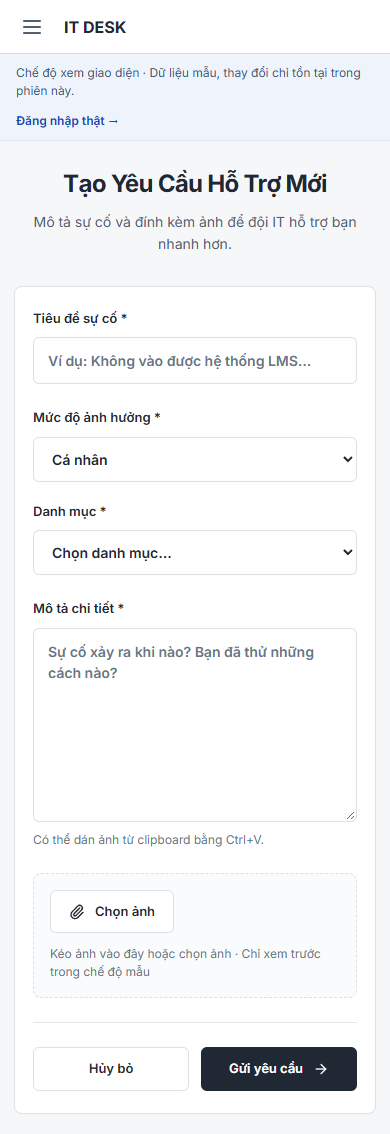 IT DESK
Chế độ xem giao diện · Dữ liệu mẫu, thay đổi chỉ tồn tại trong
phiên này.
Đăng nhập thật →
Tạo Yêu Cầu Hỗ Trợ Mới
Mô tả sự cố và đính kèm ảnh để đội IT hỗ trợ bạn
nhanh hơn.
Tiêu đề sự cố *
Ví dụ: Không vào được hệ thống LMS...
Mức độ ảnh hưởng *
Cá nhân
Danh mục *
Chọn danh mục...
Mô tả chi tiết *
Sự cố xảy ra khi nào? Bạn đã thử những
cách nào?
Có thể dán ảnh từ clipboard bằng Ctrl+V.
Chọn ảnh
Kéo ảnh vào đây hoặc chọn ảnh · Chỉ xem trước
trong chế độ mẫu
Hủy bỏ
Gửi yêu cầu →